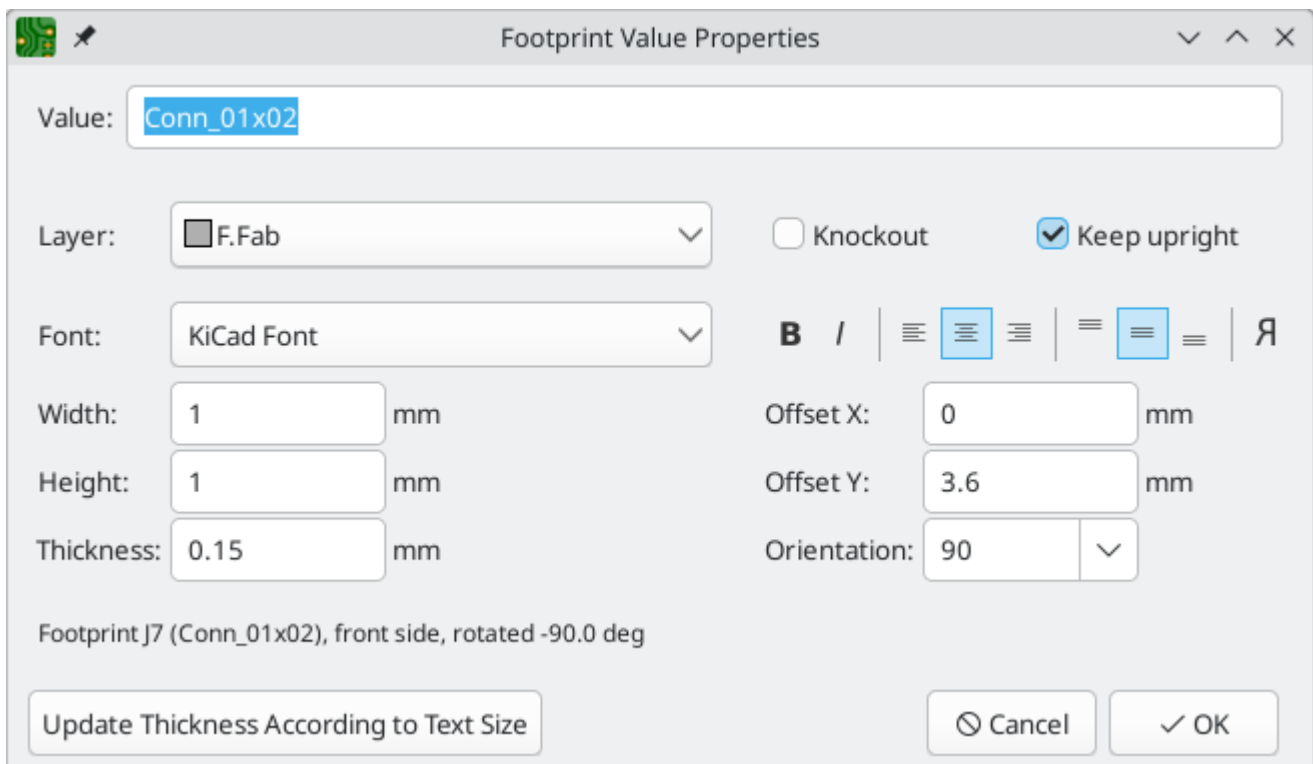 Footprint Value Properties
Value: Conn_01x02
Layer: F.Fab Knockout Keep upright
Font: KiCad Font B I Я
Width: 1 mm Offset X: 0 mm
Height: 1 mm Offset Y: 3.6 mm
Thickness: 0.15 mm Orientation: 90
Footprint J7 (Conn_01x02), front side, rotated -90.0 deg
Update Thickness According to Text Size Cancel OK